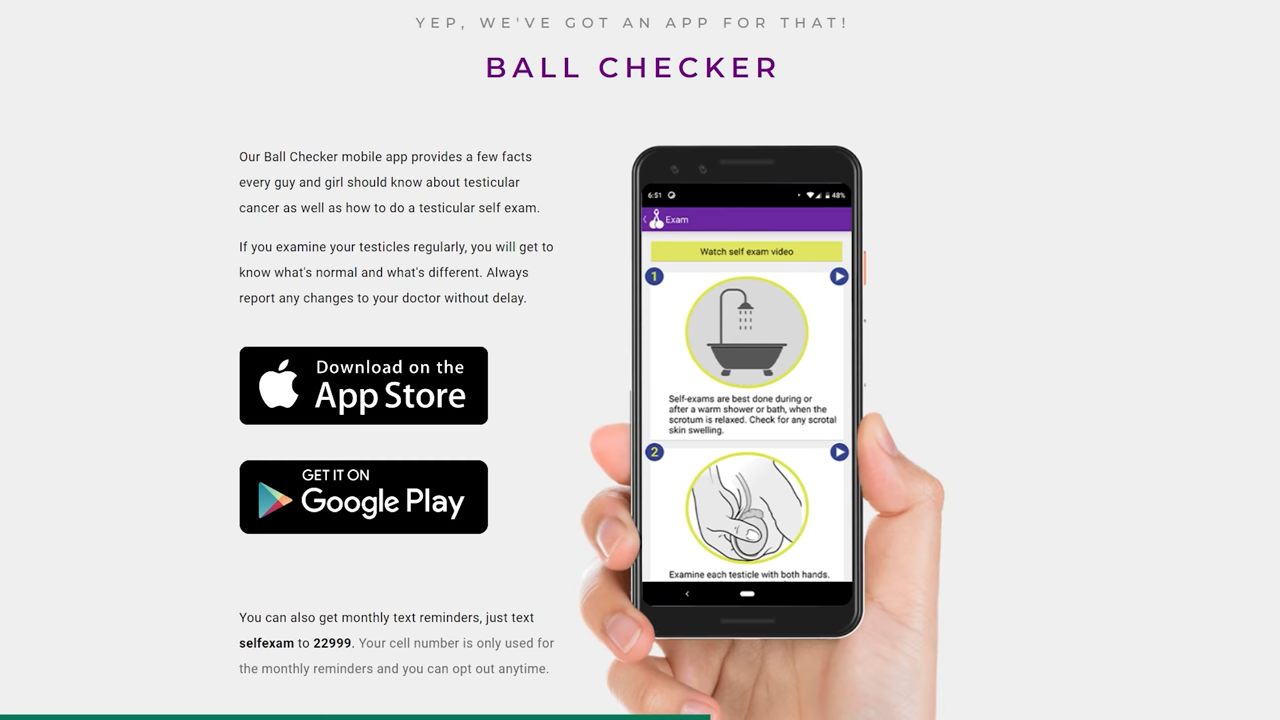 YEP, WE'VE GOT AN APP FOR THAT!
BALL CHECKER
Our Ball Checker mobile app provides a few facts
every guy and girl should know about testicular
cancer as well as how to do a testicular self exam.
If you examine your testicles regularly, you will get to
know what's normal and what's different. Always
report any changes to your doctor without delay.
Download on the
App Store
GET IT ON
Google Play
You can also get monthly text reminders, just text
selfexam to 22999. Your cell number is only used for
the monthly reminders and you can opt out anytime.
6:51
48%
Exam
Watch self exam video
1
Self-exams are best done during or
after a warm shower or bath, when the
scrotum is relaxed. Check for any scrotal
skin swelling.
2
Examine each testicle with both hands.